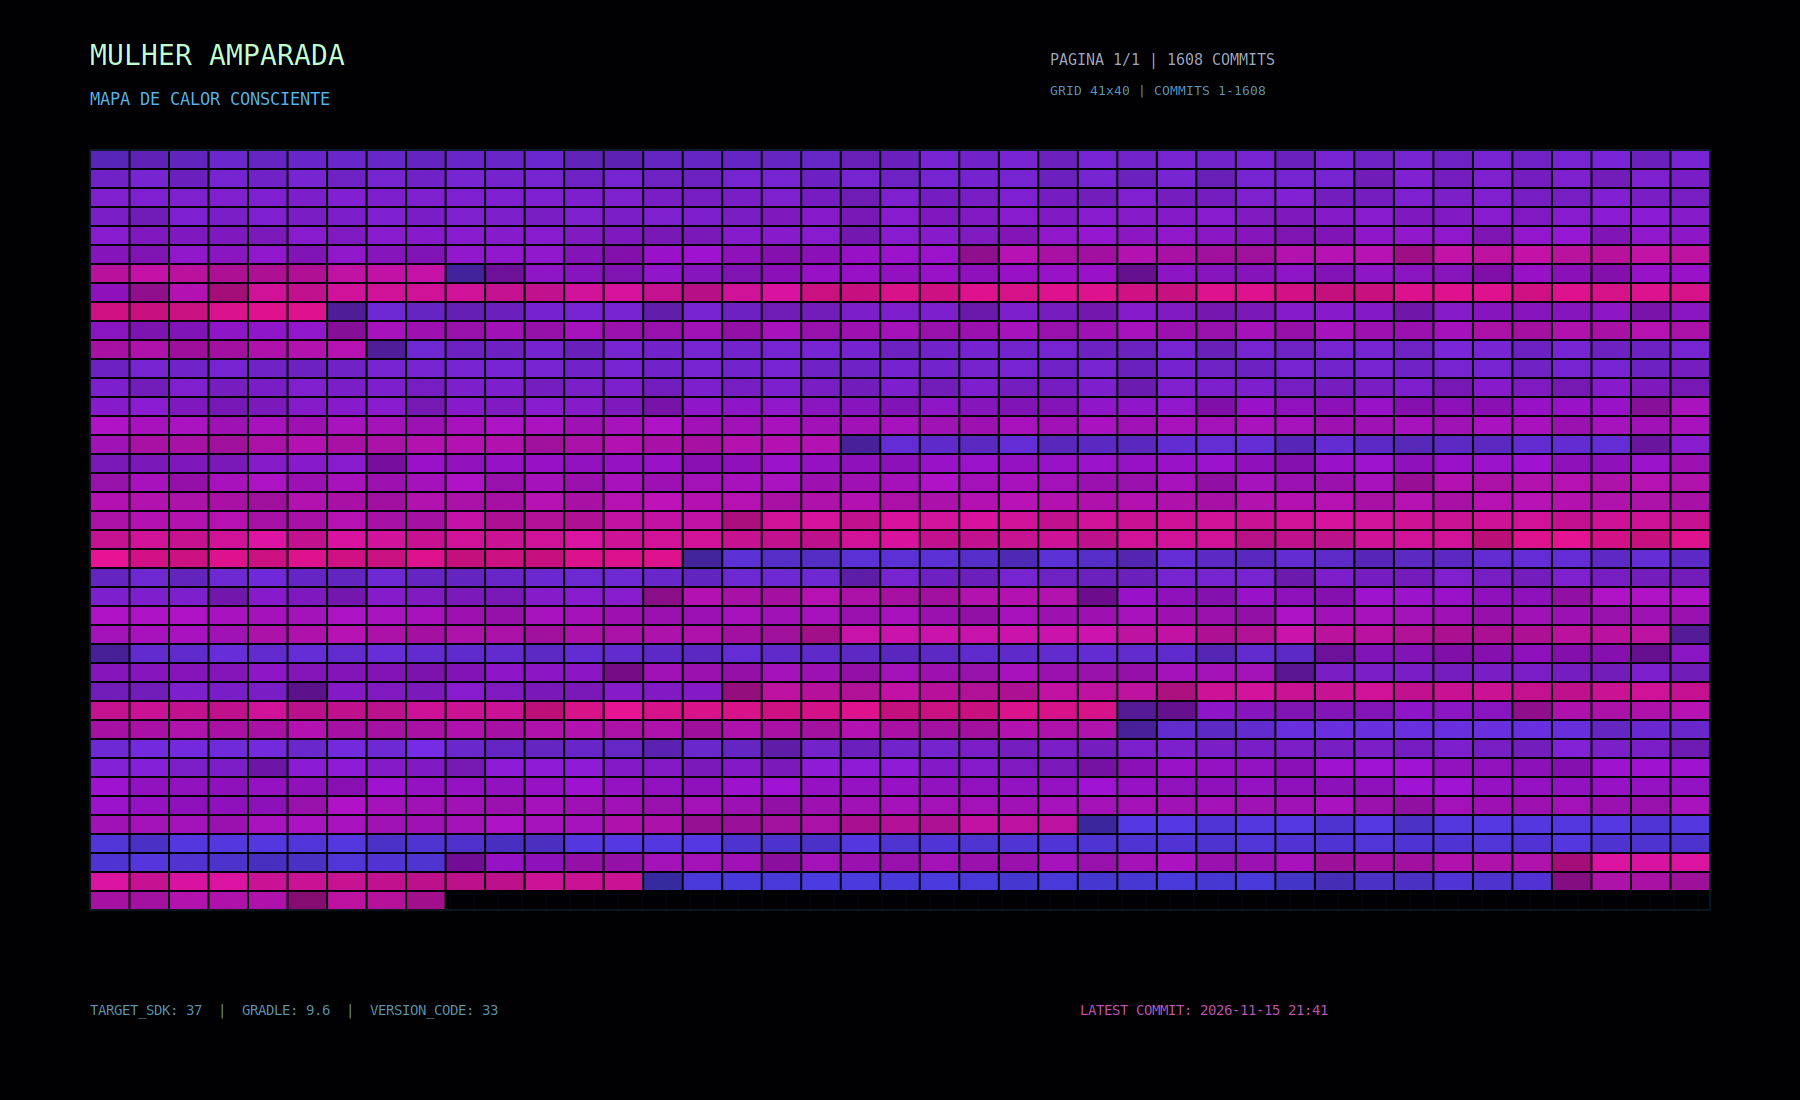 MULHER AMPARADA
MAPA DE CALOR CONSCIENTE
PAGINA 1/1 | 1608 COMMITS
GRID 41x40 | COMMITS 1-1608
TARGET_SDK: 37 | GRADLE: 9.6 | VERSION_CODE: 33
LATEST COMMIT: 2026-11-15 21:41